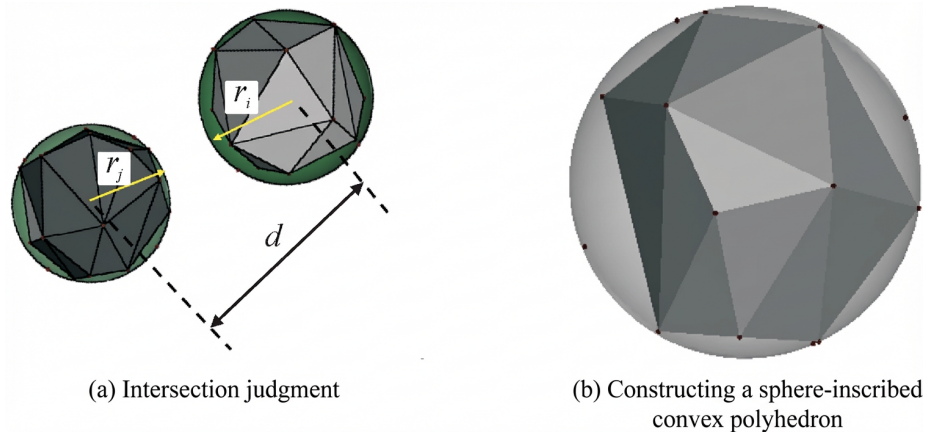 r_i
r_j
d
(a) Intersection judgment
(b) Constructing a sphere-inscribed
convex polyhedron